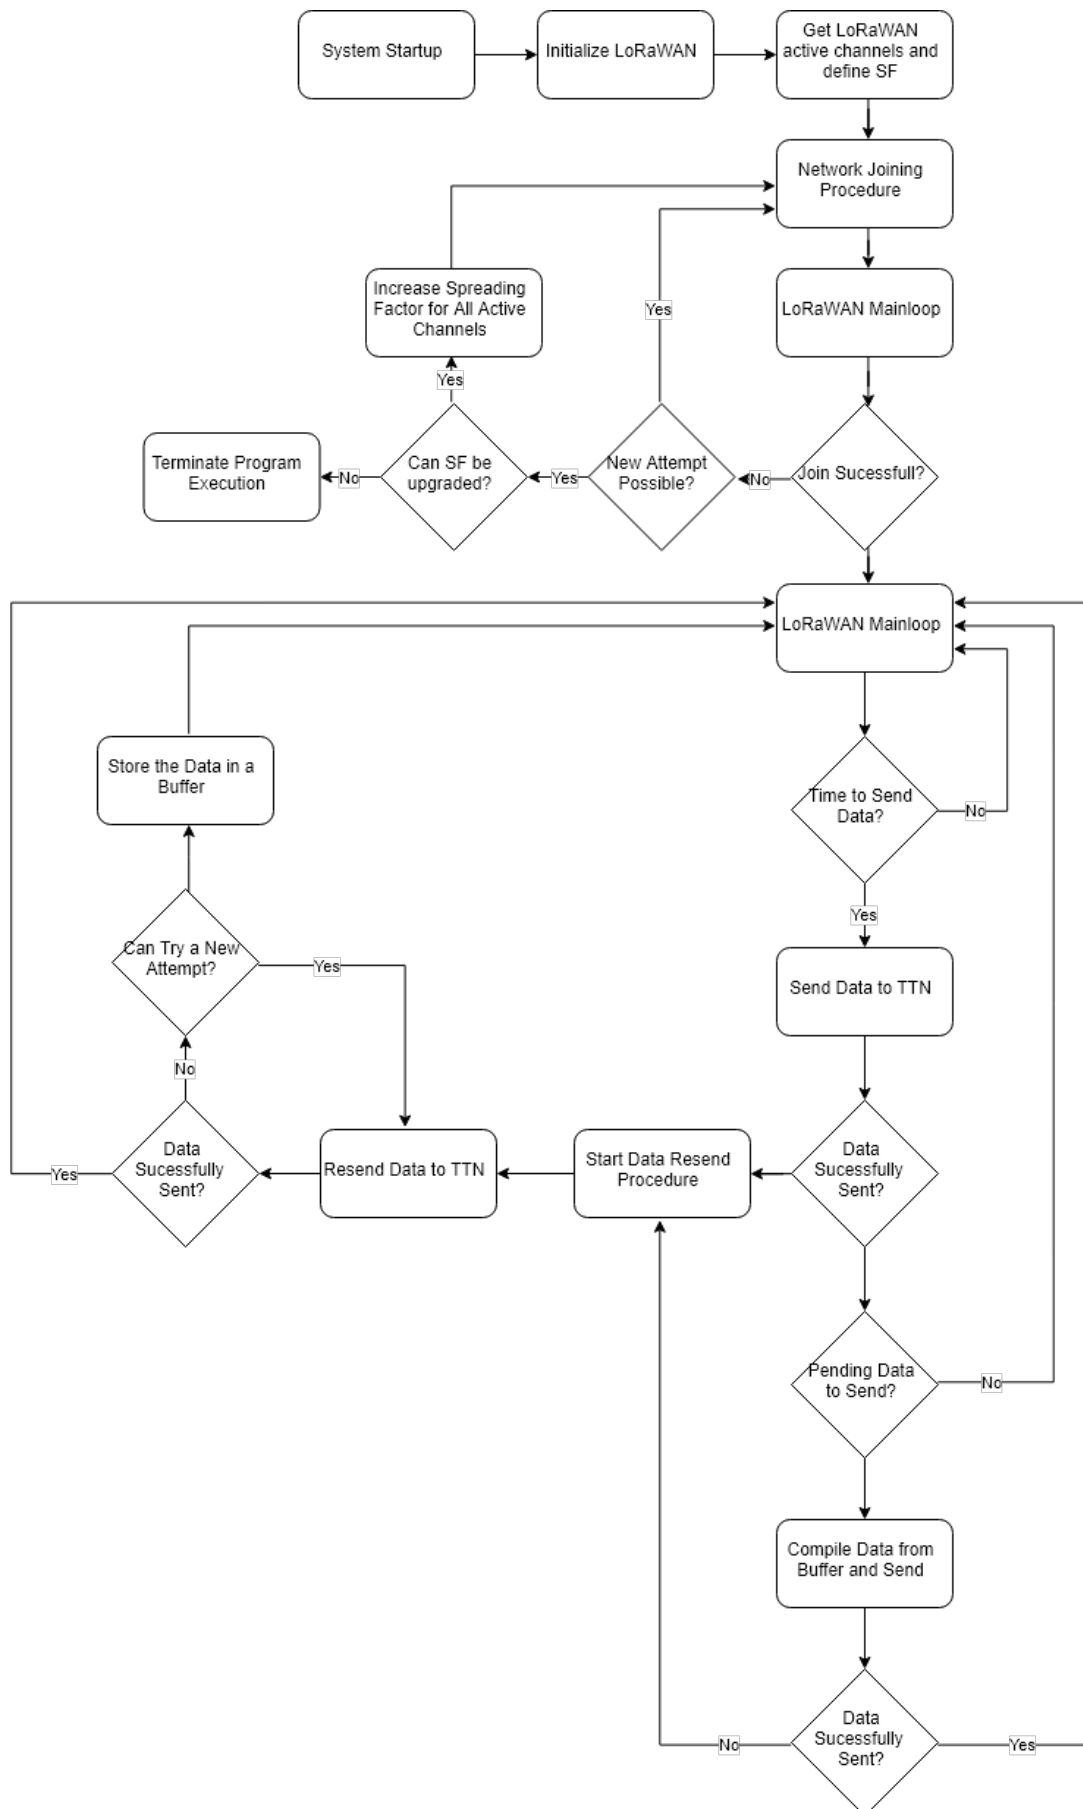 System Startup
Initialize LoRaWAN
Get LoRaWAN
active channels and
define SF
Network Joining
Procedure
Increase Spreading
Factor for All Active
Channels
Yes
LoRaWAN Mainloop
Yes
Terminate Program
Execution
No
Can SF be
upgraded?
Yes
New Attempt
Possible?
No
Join Sucessfull?
LoRaWAN Mainloop
Store the Data in a
Buffer
Time to Send
Data?
No
Yes
Can Try a New
Attempt?
Yes
Send Data to TTN
No
Yes
Data
Sucessfully
Sent?
Resend Data to TTN
Start Data Resend
Procedure
Data
Sucessfully
Sent?
Pending Data
to Send?
No
Compile Data from
Buffer and Send
No
Data
Sucessfully
Sent?
Yes